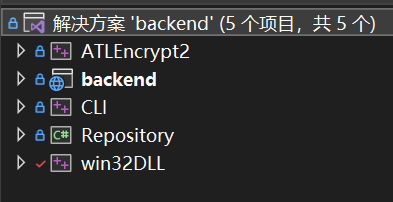 解决方案 'backend' (5 个项目，共 5 个)
ATLEncrypt2
backend
CLI
C# Repository
win32DLL